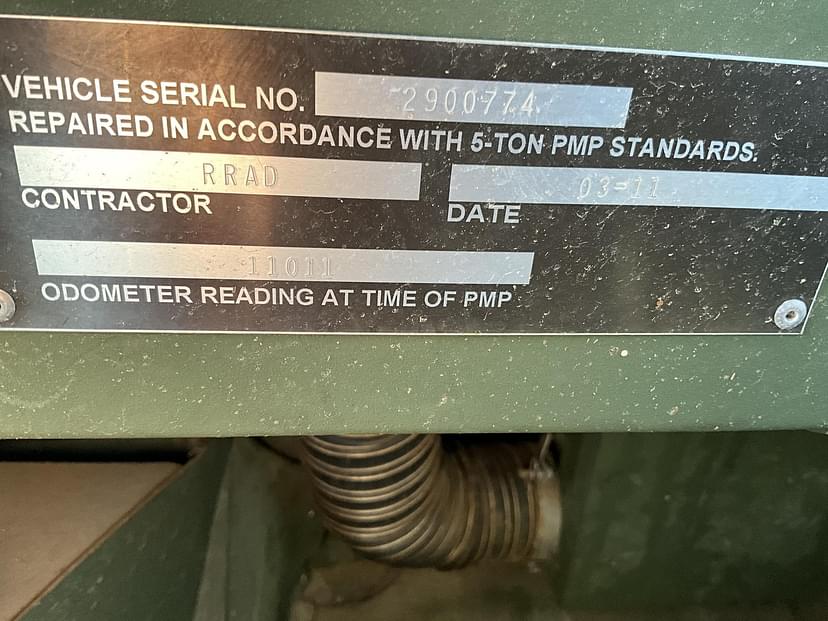 VEHICLE SERIAL NO. 2900774
REPAIRED IN ACCORDANCE WITH 5-TON PMP STANDARDS.
RRAD 03-11
CONTRACTOR DATE
11011
ODOMETER READING AT TIME OF PMP